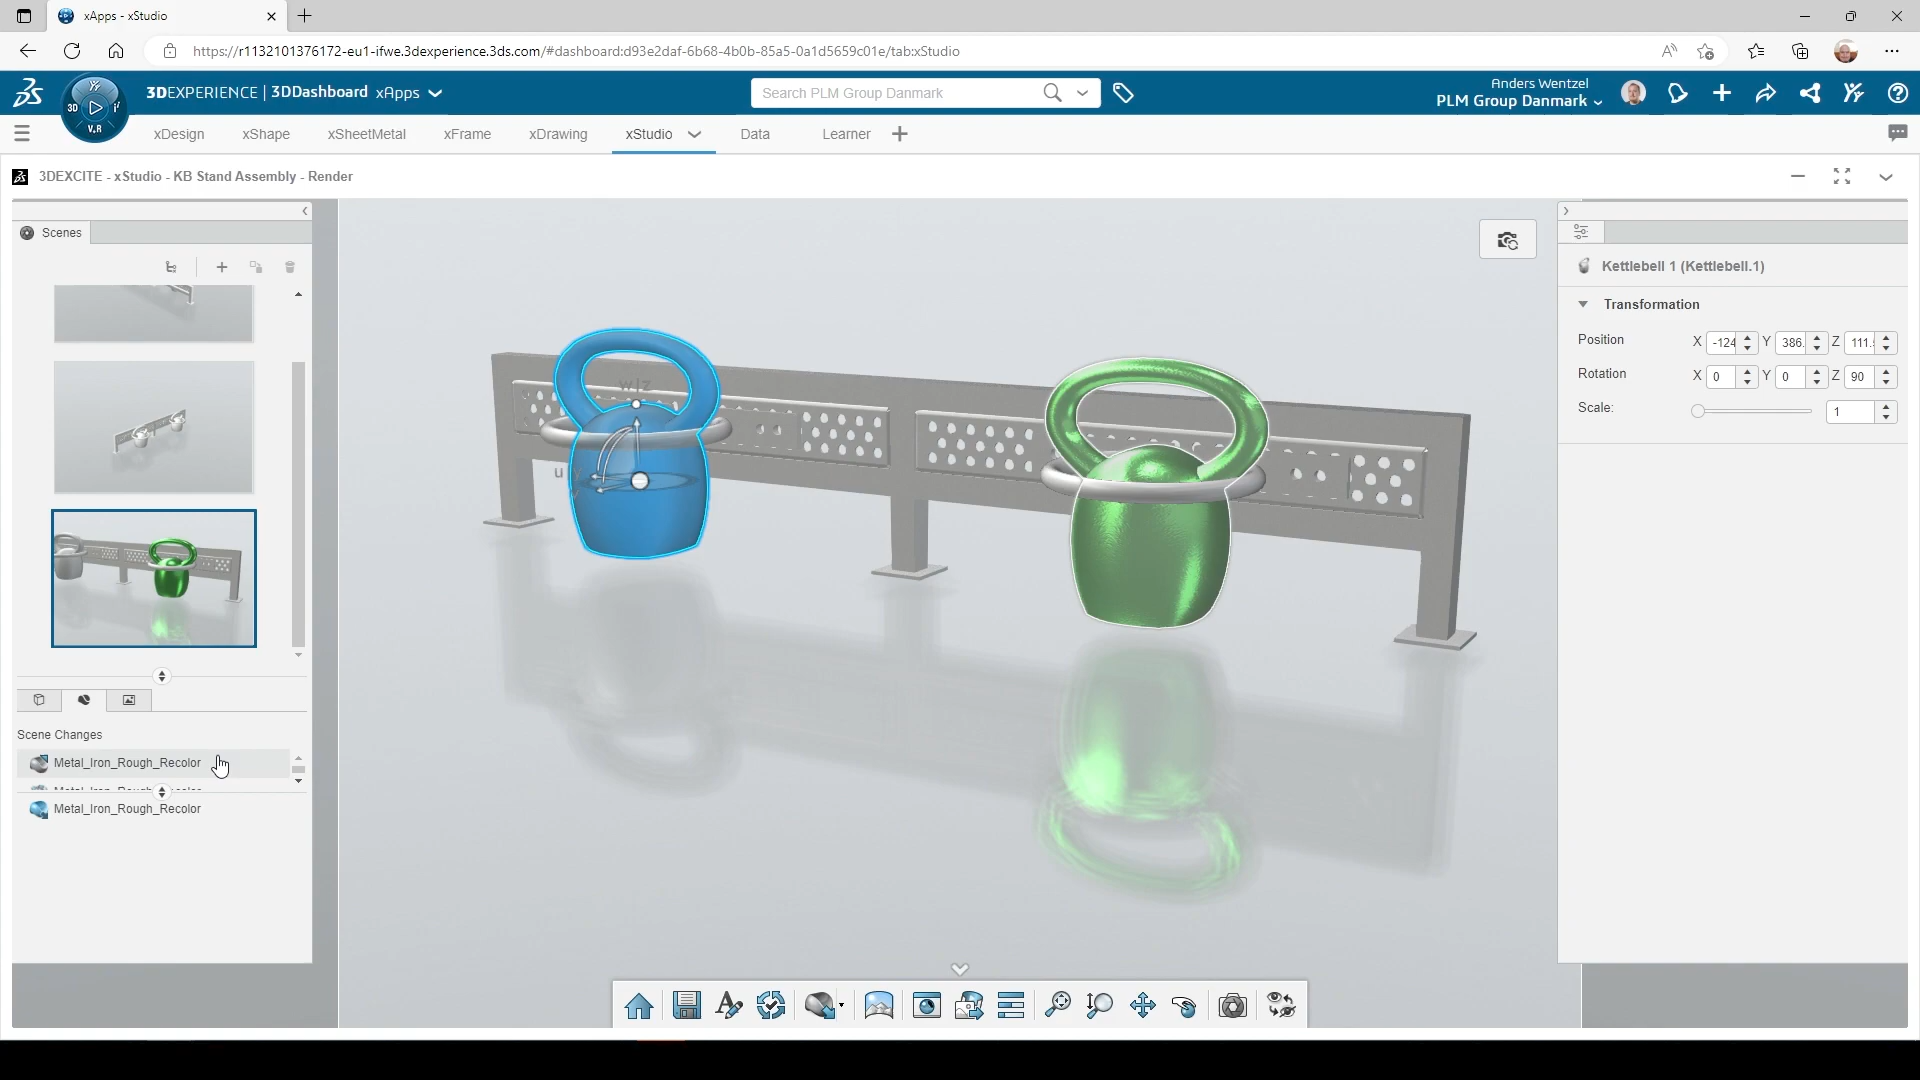 xApps - xStudio
https://r1132101376172-eu1-ifwe.3dexperience.3ds.com/#dashboard:d93e2daf-6b68-4b0b-85a5-0a1d5659c01e/tab:xStudio
3D
V.R
3DEXPERIENCE | 3DDashboard xApps
Search PLM Group Danmark
Anders Wentzel
PLM Group Danmark
xDesign
xShape
xSheetMetal
xFrame
xDrawing
xStudio
Data
Learner
3DEXCITE - xStudio - KB Stand Assembly - Render
Scenes
Kettlebell 1 (Kettlebell.1)
Transformation
Position X -124 Y 386. Z 111.
Rotation X 0 Y 0 Z 90
Scale: 1
w|z
u
Scene Changes
Metal_Iron_Rough_Recolor
Metal_Iron_Rough_Recolor